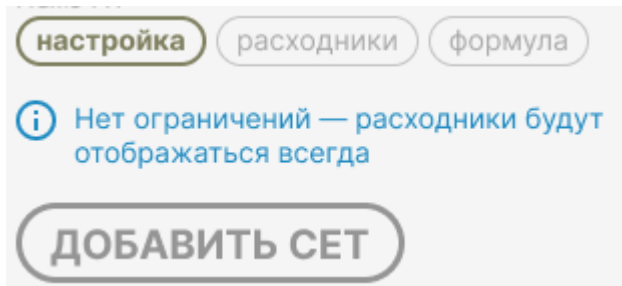 настройка расходники формула
Нет ограничений — расходники будут
отображаться всегда
ДОБАВИТЬ СЕТ